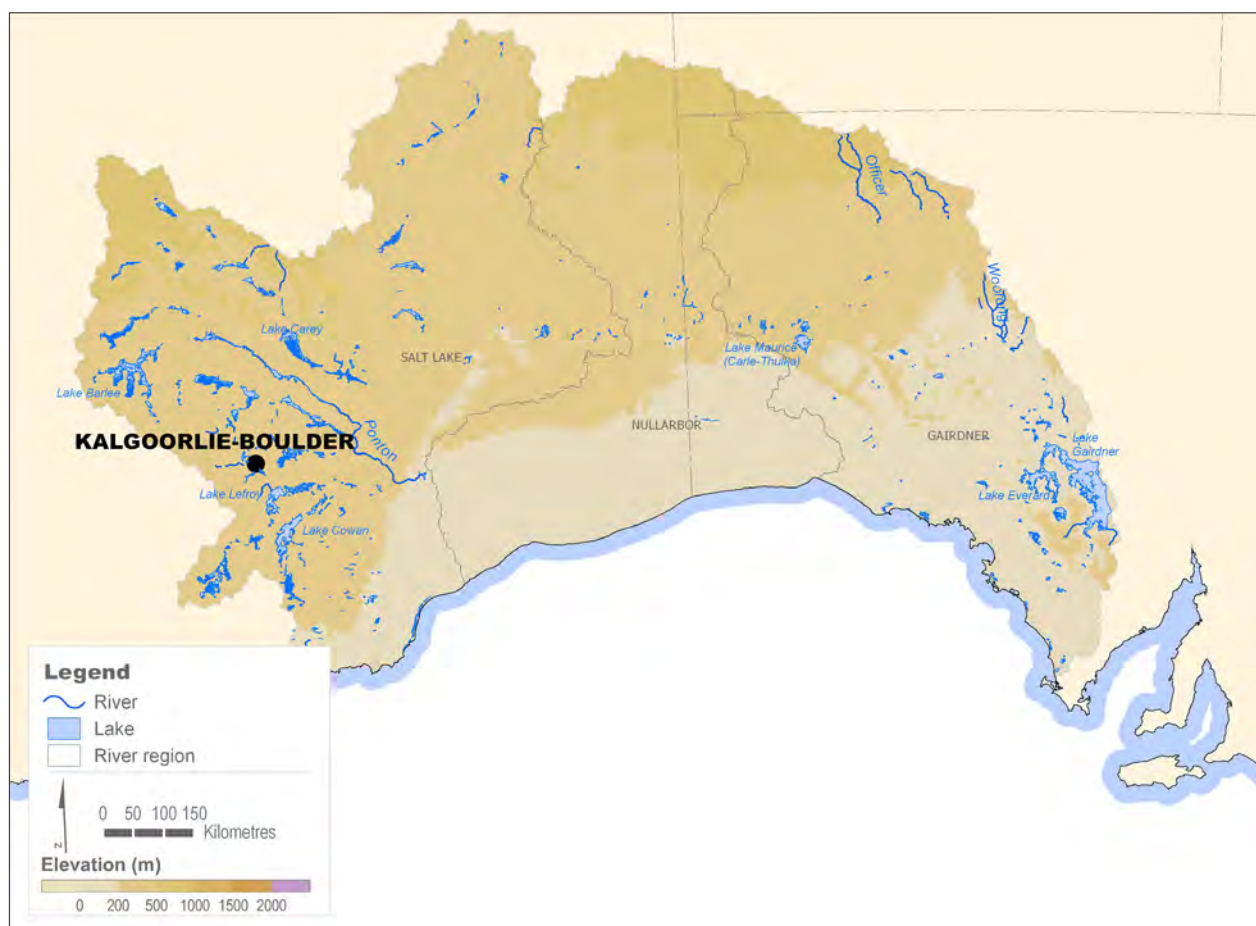 Officer
Lake Carey
SALT LAKE
Lake Maurice
(Carle-Thulka)
Lake Barlee
NULLARBOR
GAIRDNER
KALGOORLIE-BOULDER
Ponton
Lake
Gairdner
Lake Lefroy
Lake Everard
Lake Cowan
Legend
River
Lake
River region
N
0 50 100 150
Kilometres
Elevation (m)
0 200 500 1000 1500 2000